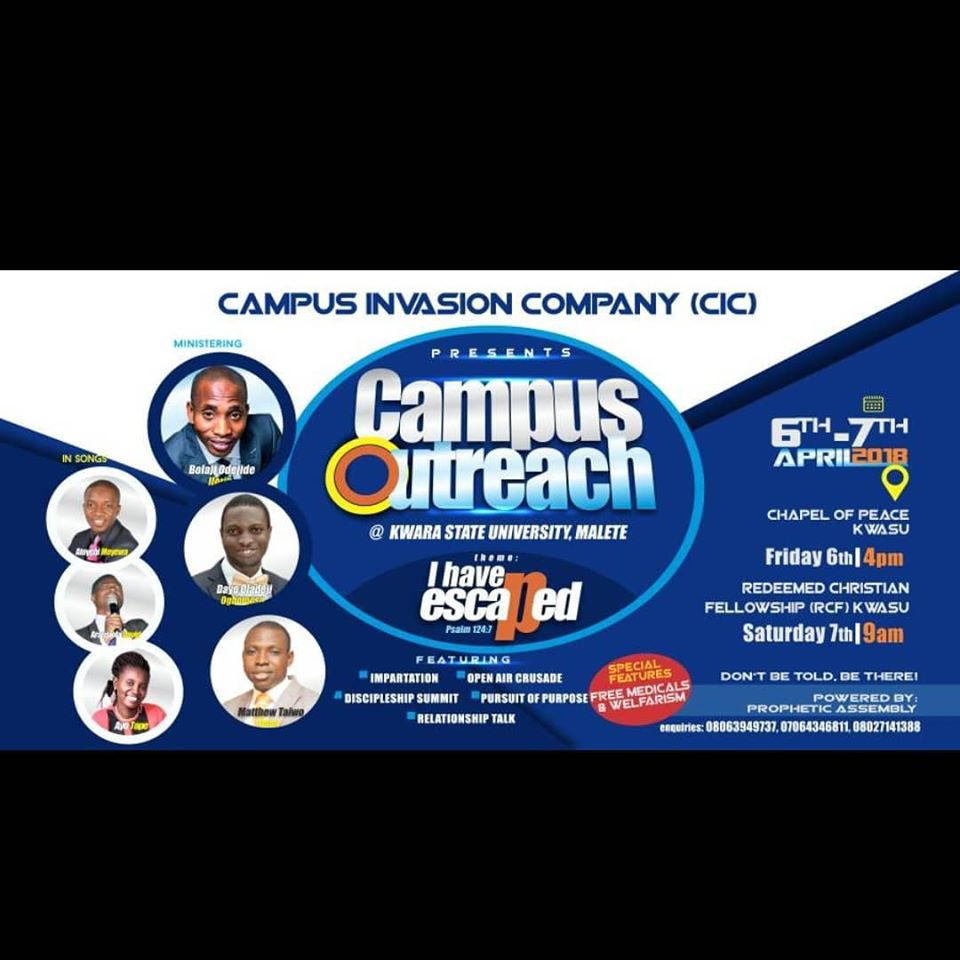 CAMPUS INVASION COMPANY (CIC)
PRESENTS
Campus
Outreach
@ KWARA STATE UNIVERSITY, MALETE
theme:
I have
escaped
Psalm 124:7
MINISTERING
Bolaji Odejide
Dayo Oladeji
Ogbomoso
Matthew Taiwo
IN SONGS
Moyewa
Ayo Tope
FEATURING
IMPARTATION
OPEN AIR CRUSADE
DISCIPLESHIP SUMMIT
PURSUIT OF PURPOSE
RELATIONSHIP TALK
SPECIAL
FEATURES
FREE MEDICALS
& WELFARISM
6TH-7TH
APRIL 2018
CHAPEL OF PEACE
KWASU
Friday 6th|4pm
REDEEMED CHRISTIAN
FELLOWSHIP (RCF) KWASU
Saturday 7th|9am
DON'T BE TOLD, BE THERE!
POWERED BY:
PROPHETIC ASSEMBLY
enquiries: 08063949737, 07064346811, 08027141388